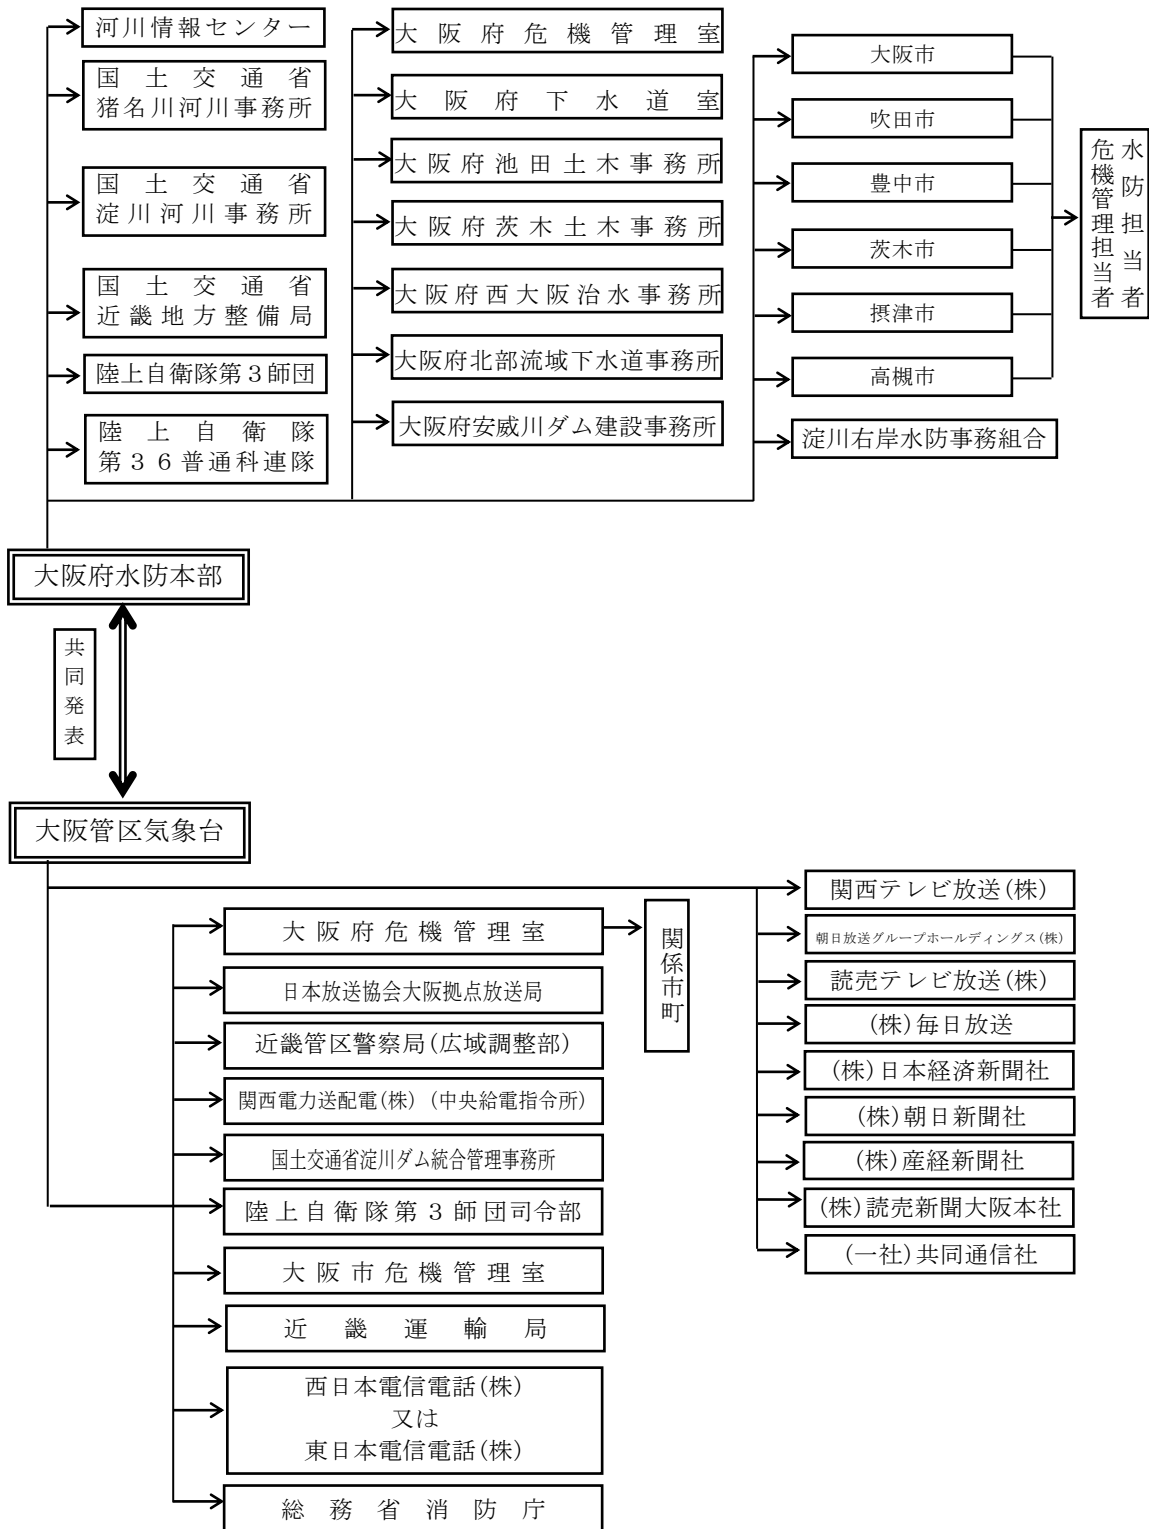 河川情報センター
国土交通省
猪名川河川事務所
国土交通省
淀川河川事務所
国土交通省
近畿地方整備局
陸上自衛隊第３師団
陸上自衛隊
第３６普通科連隊
大阪府危機管理室
大阪府下水道室
大阪府池田土木事務所
大阪府茨木土木事務所
大阪府西大阪治水事務所
大阪府北部流域下水道事務所
大阪府安威川ダム建設事務所
大阪市
吹田市
豊中市
茨木市
摂津市
高槻市
淀川右岸水防事務組合
水防担当者
危機管理担当者
大阪府水防本部
共同発表
大阪管区気象台
大阪府危機管理室
日本放送協会大阪拠点放送局
近畿管区警察局(広域調整部)
関西電力送配電(株)（中央給電指令所)
国土交通省淀川ダム統合管理事務所
陸上自衛隊第３師団司令部
大阪市危機管理室
近畿運輸局
西日本電信電話(株)
又は
東日本電信電話(株)
総務省消防庁
関係市町
関西テレビ放送(株)
朝日放送グループホールディングス(株)
読売テレビ放送(株)
(株)毎日放送
(株)日本経済新聞社
(株)朝日新聞社
(株)産経新聞社
(株)読売新聞大阪本社
(一社)共同通信社